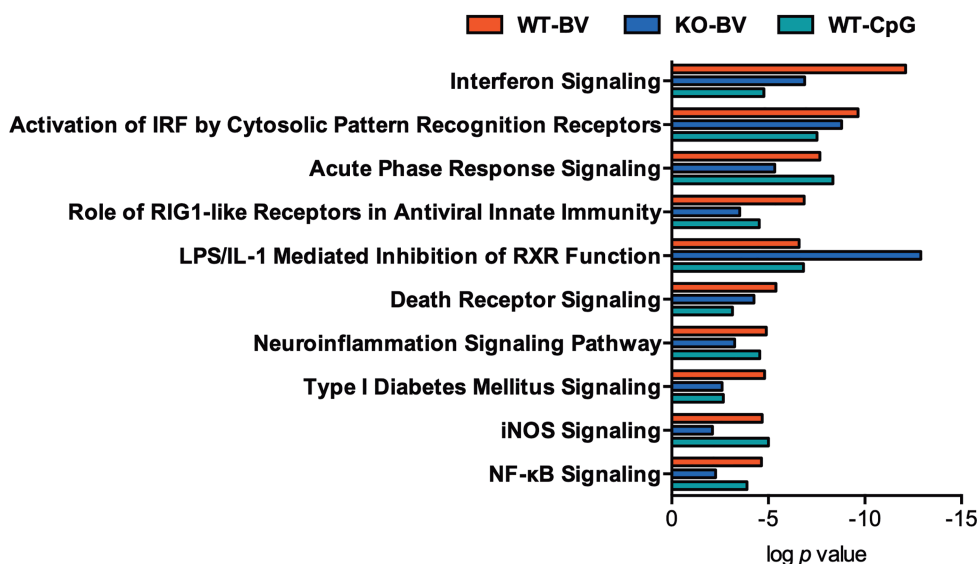 WT-BV KO-BV WT-CpG
Interferon Signaling
Activation of IRF by Cytosolic Pattern Recognition Receptors
Acute Phase Response Signaling
Role of RIG1-like Receptors in Antiviral Innate Immunity
LPS/IL-1 Mediated Inhibition of RXR Function
Death Receptor Signaling
Neuroinflammation Signaling Pathway
Type I Diabetes Mellitus Signaling
iNOS Signaling
NF-κB Signaling
0 -5 -10 -15
log p value